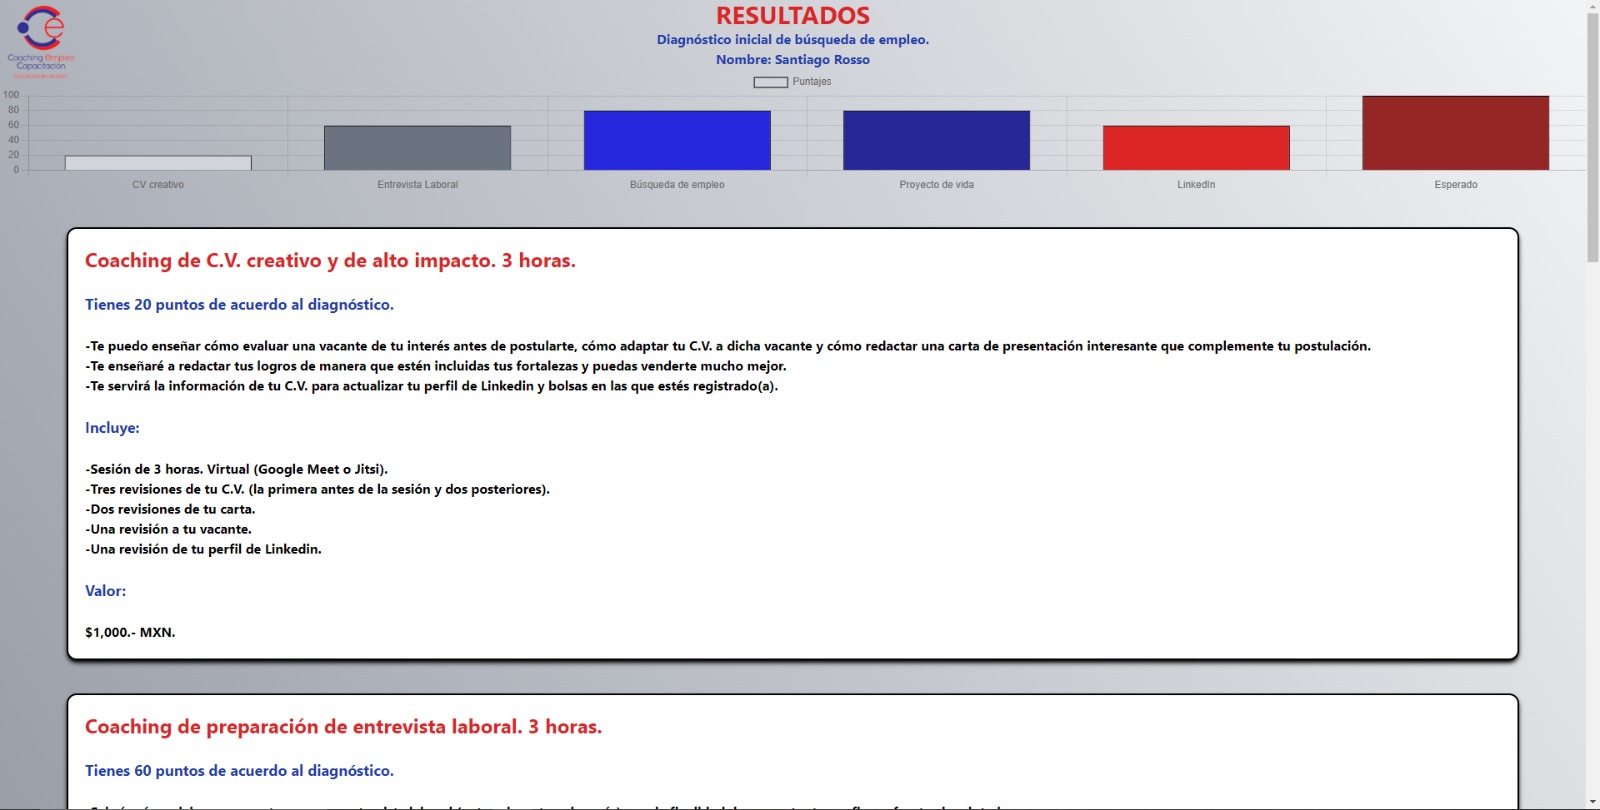 RESULTADOS
Diagnóstico inicial de búsqueda de empleo.
Nombre: Santiago Rosso
Coaching Empleo
Capacitación
Puntajes
100
80
60
40
20
0
CV creativo
Entrevista Laboral
Búsqueda de empleo
Proyecto de vida
LinkedIn
Esperado
Coaching de C.V. creativo y de alto impacto. 3 horas.
Tienes 20 puntos de acuerdo al diagnóstico.
-Te puedo enseñar cómo evaluar una vacante de tu interés antes de postularte, cómo adaptar tu C.V. a dicha vacante y cómo redactar una carta de presentación interesante que complemente tu postulación.
-Te enseñaré a redactar tus logros de manera que estén incluidas tus fortalezas y puedas venderte mucho mejor.
-Te servirá la información de tu C.V. para actualizar tu perfil de Linkedin y bolsas en las que estés registrado(a).
Incluye:
-Sesión de 3 horas. Virtual (Google Meet o Jitsi).
-Tres revisiones de tu C.V. (la primera antes de la sesión y dos posteriores).
-Dos revisiones de tu carta.
-Una revisión a tu vacante.
-Una revisión de tu perfil de Linkedin.
Valor:
$1,000.- MXN.
Coaching de preparación de entrevista laboral. 3 horas.
Tienes 60 puntos de acuerdo al diagnóstico.